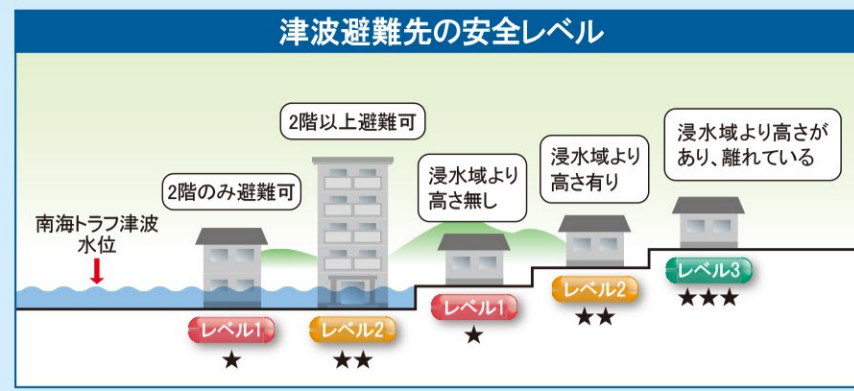 津波避難先の安全レベル
2階以上避難可
浸水域より高さが
あり、離れている
浸水域より
高さ有り
浸水域より
高さ無し
2階のみ避難可
南海トラフ津波
水位
レベル1
★
レベル2
★★
レベル1
★
レベル2
★★
レベル3
★★★